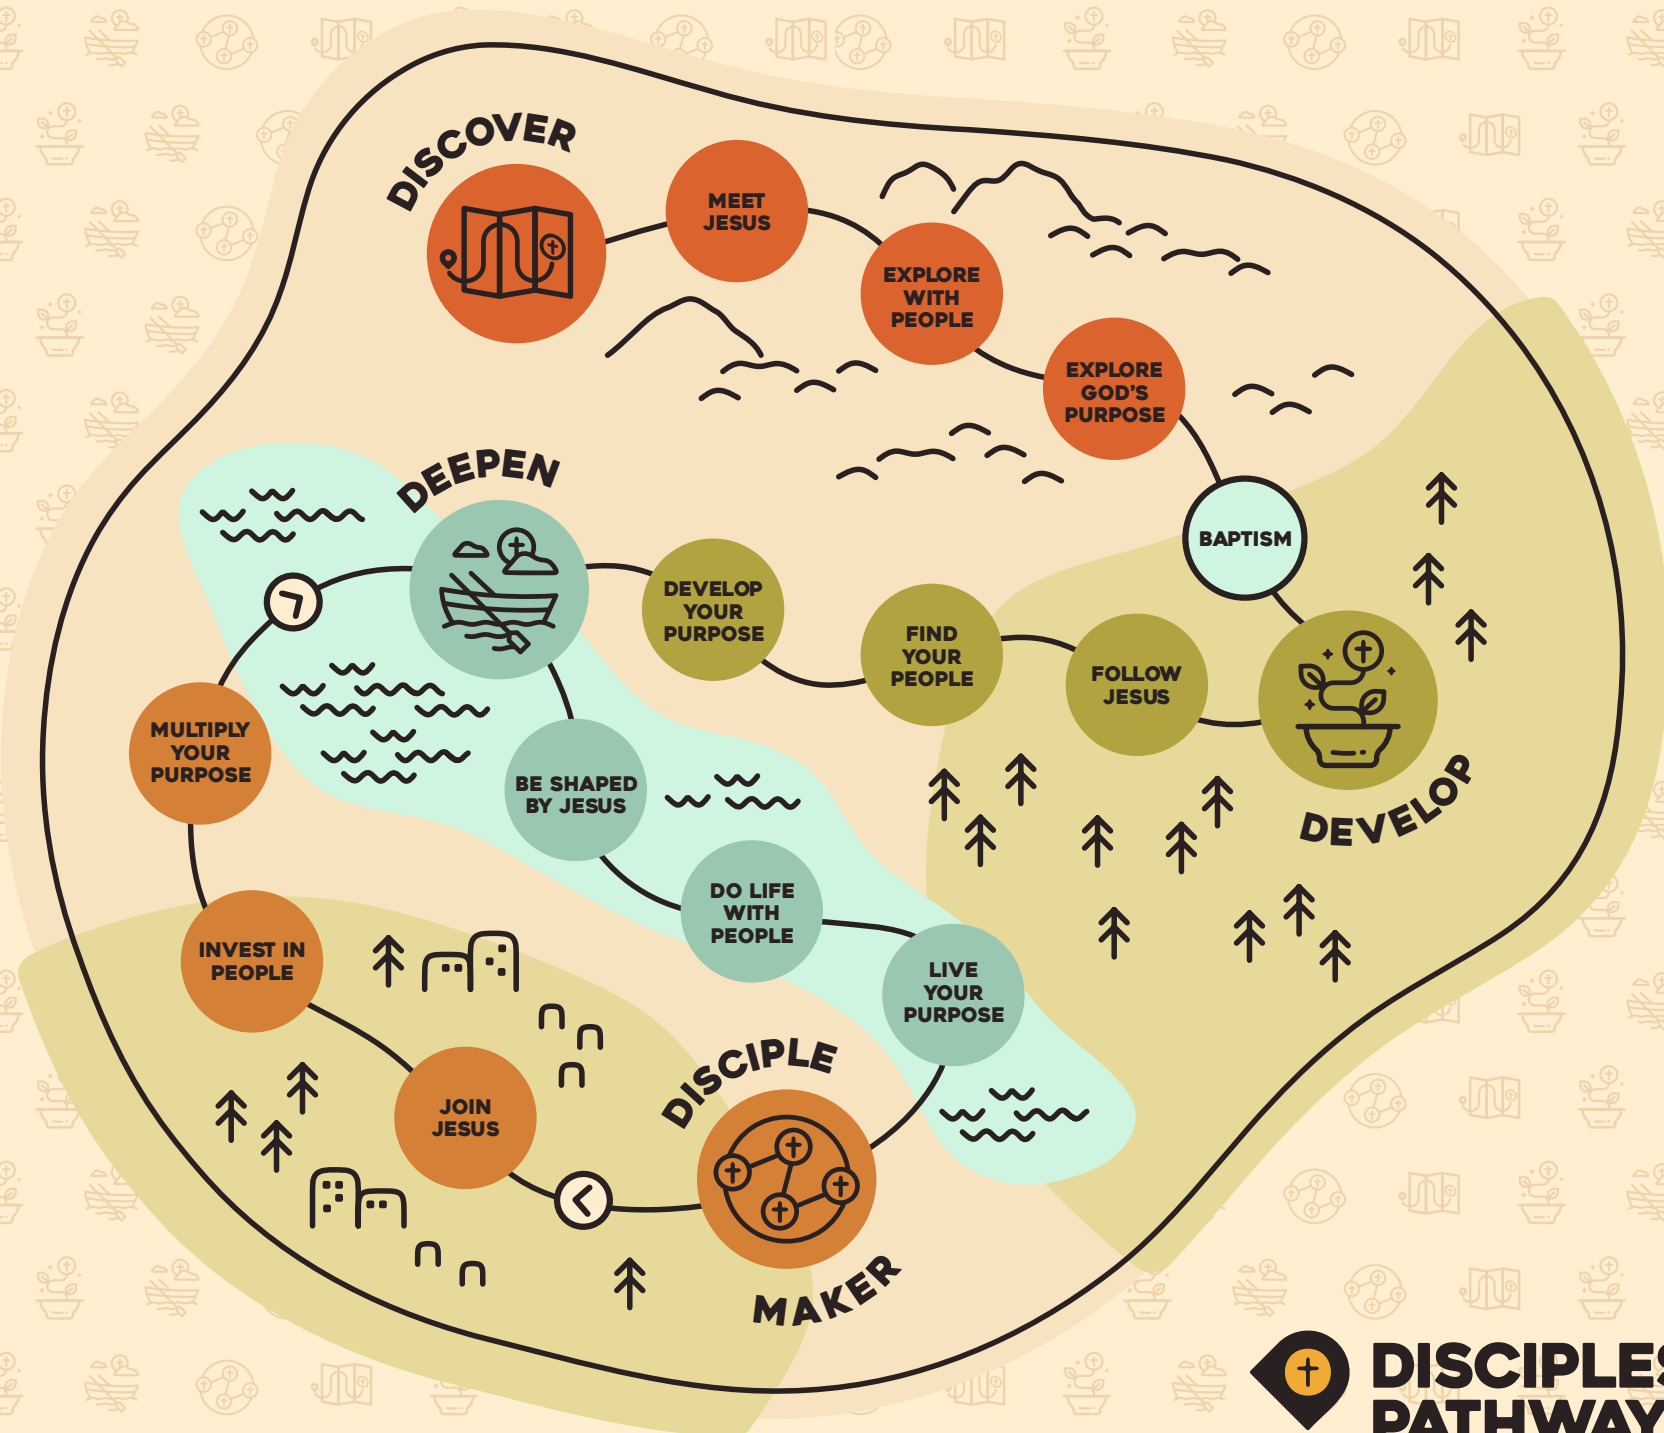 DISCOVER
MEET
JESUS
EXPLORE
WITH
PEOPLE
EXPLORE
GOD'S
PURPOSE
BAPTISM
DEVELOP
FOLLOW
JESUS
FIND
YOUR
PEOPLE
DEVELOP
YOUR
PURPOSE
DEEPEN
BE SHAPED
BY JESUS
DO LIFE
WITH
PEOPLE
LIVE
YOUR
PURPOSE
DISCIPLE
MAKER
JOIN
JESUS
INVEST IN
PEOPLE
MULTIPLY
YOUR
PURPOSE
DISCIPLES
PATHWAY